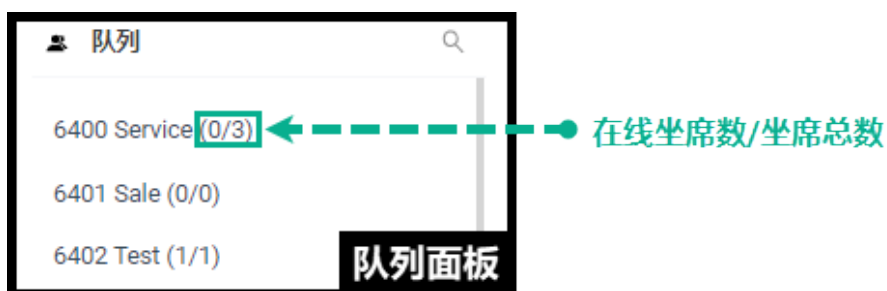 队列
6400 Service (0/3)
在线坐席数/坐席总数
6401 Sale (0/0)
6402 Test (1/1)
队列面板